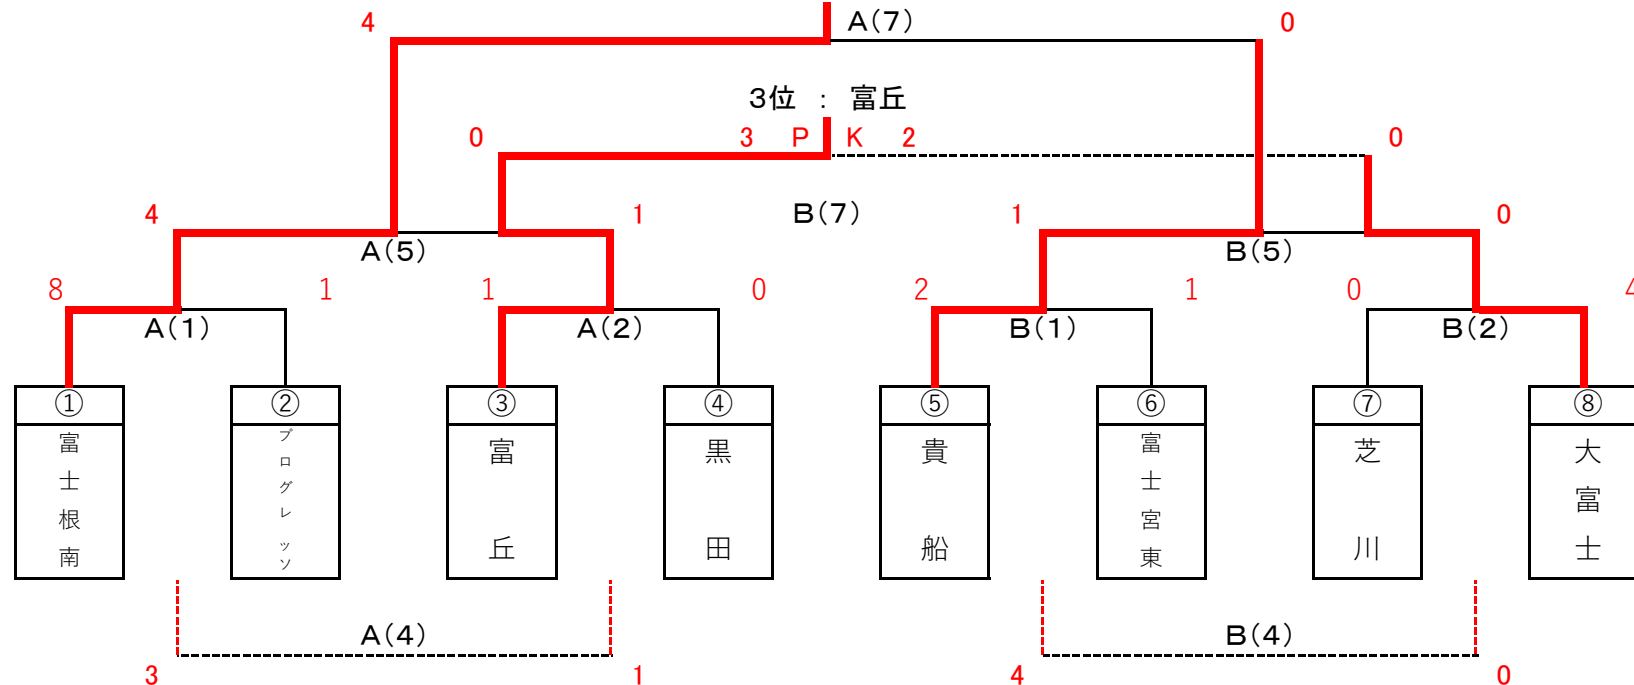 4 A(7) 0
3位 : 富丘
0 3 P K 2 0
4 1 B(7) 1 0
A(5) B(5)
8 1 1 0 2 1 0 4
A(1) A(2) B(1) B(2)
① ② ③ ④ ⑤ ⑥ ⑦ ⑧
富士根南
プログレッソ
富丘
黒田
貴船
富士宮東
芝川
大富士
A(4) B(4)
3 1 4 0